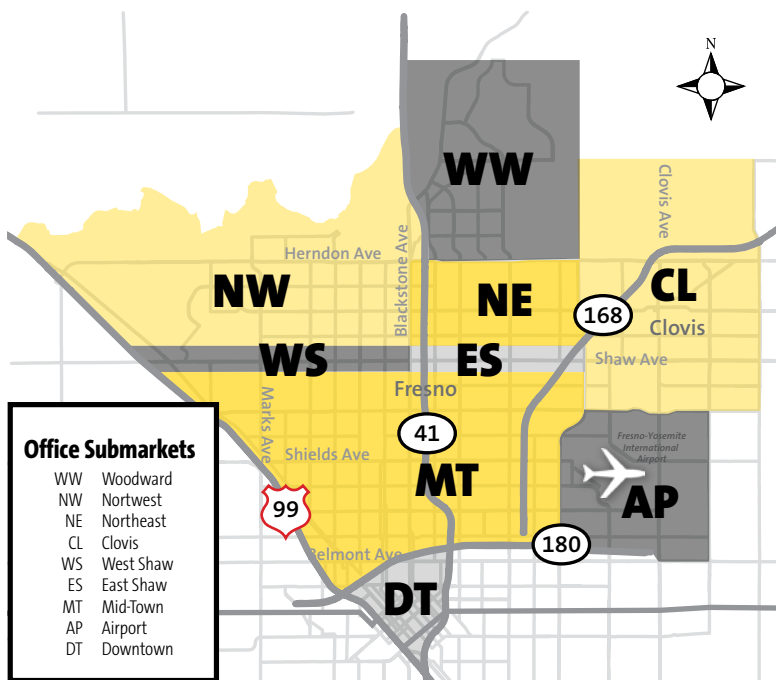 N
WW
Clovis Ave
Blackstone Ave
Herndon Ave
NW
NE
CL
168
Clovis
WS
ES
Shaw Ave
Fresno
Marks Ave
41
Fresno-Yosemite
International
Airport
Shields Ave
MT
AP
99
180
Belmont Ave
DT
Office Submarkets
WW Woodward
NW Nortwest
NE Northeast
CL Clovis
WS West Shaw
ES East Shaw
MT Mid-Town
AP Airport
DT Downtown